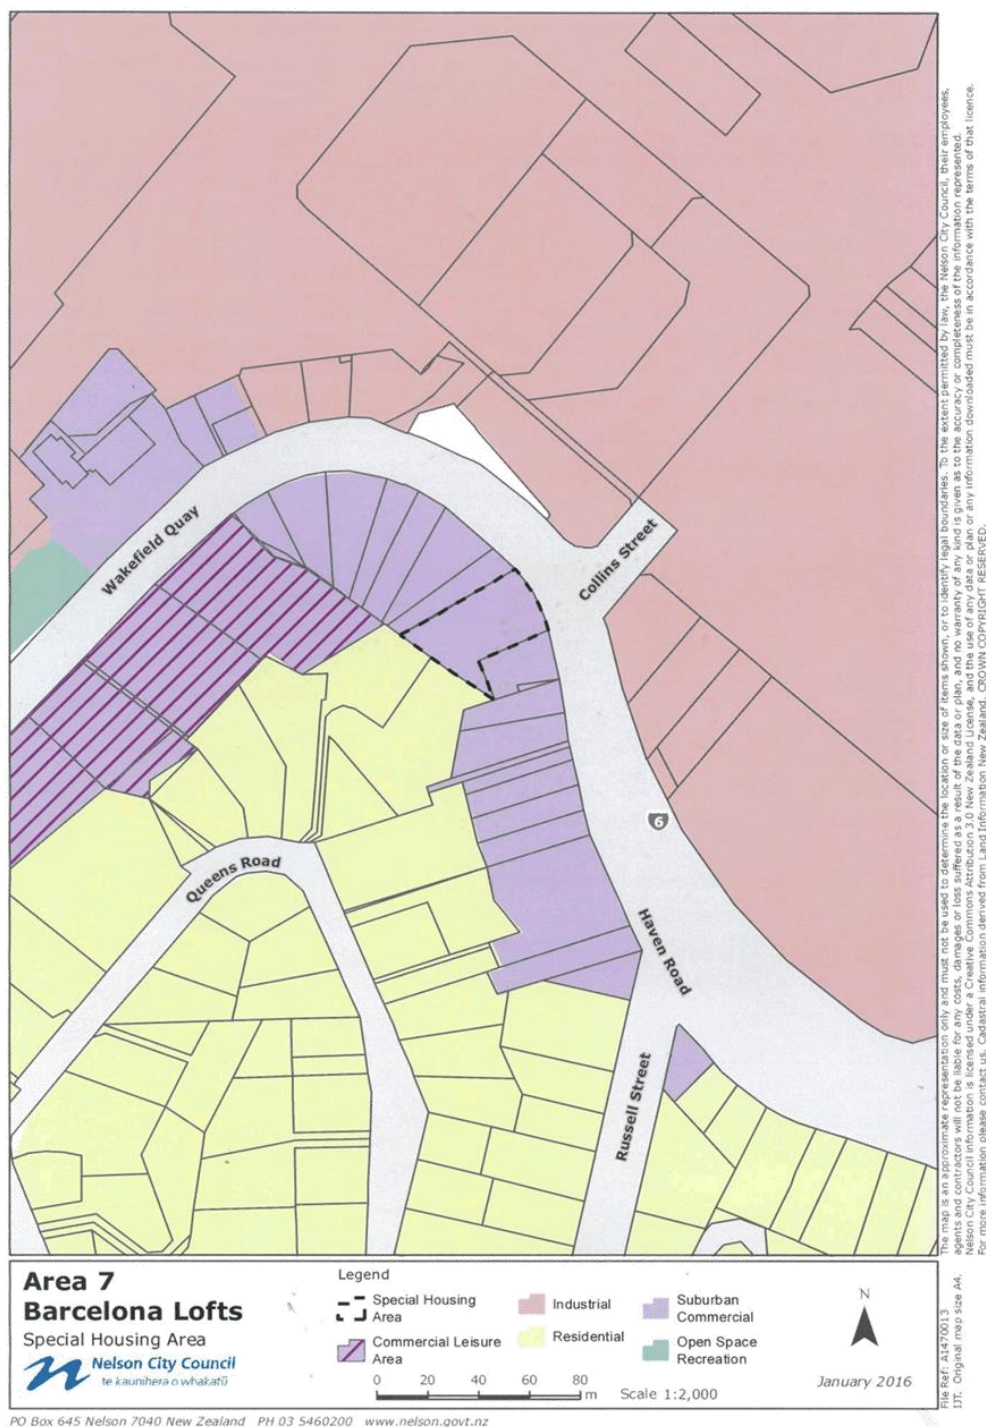 Wakefield Quay
Collins Street
6
Queens Road
Haven Road
Russell Street
The map is an approximate representation only and must not be used to determine the location or size of items shown, or to identify legal boundaries. To the extent permitted by law, the Nelson City Council, their employees,
agents and contractors will not be liable for any costs, damages or loss suffered as a result of the data or plan, and no warranty of any kind is given as to the accuracy or completeness of the information represented.
Nelson City Council information is licensed under a Creative Commons Attribution 3.0 New Zealand License, and the use of any data or plan or any information downloaded must be in accordance with the terms of that licence.
For more information please contact us. Cadastral information derived from Land Information New Zealand. CROWN COPYRIGHT RESERVED.
Area 7
Barcelona Lofts
Special Housing Area
Nelson City Council
te kaunihera o whakatū
Legend
Special Housing
Area
Commercial Leisure
Area
Industrial
Residential
Suburban
Commercial
Open Space
Recreation
0 20 40 60 80
m
Scale 1:2,000
N
January 2016
File Ref: A1470013
IJT. Original map size A4.
PO Box 645 Nelson 7040 New Zealand PH 03 5460200 www.nelson.govt.nz